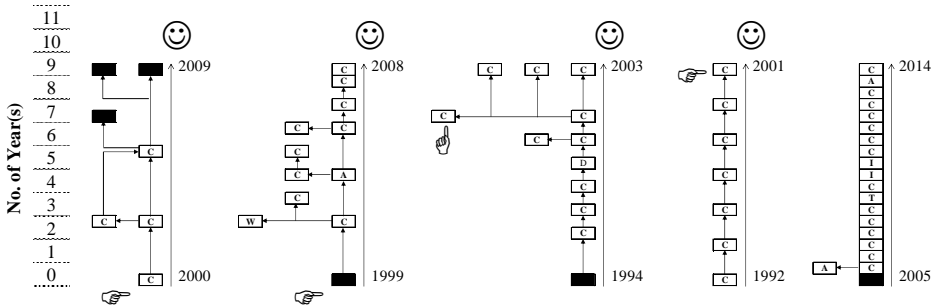 No. of Year(s)
11
10
9
8
7
6
5
4
3
2
1
0
2009
C
C C
C
2000
2008
C
C
C
C C
C
C A
C
W C
1999
2003
C C C
C C
C C
D
C
C
C
1994
2001
C
C
C
C
C
C
C
1992
2014
C
A
C
C
C
C
C
C
I
I
C
T
C
C
C
C
C
A C
2005